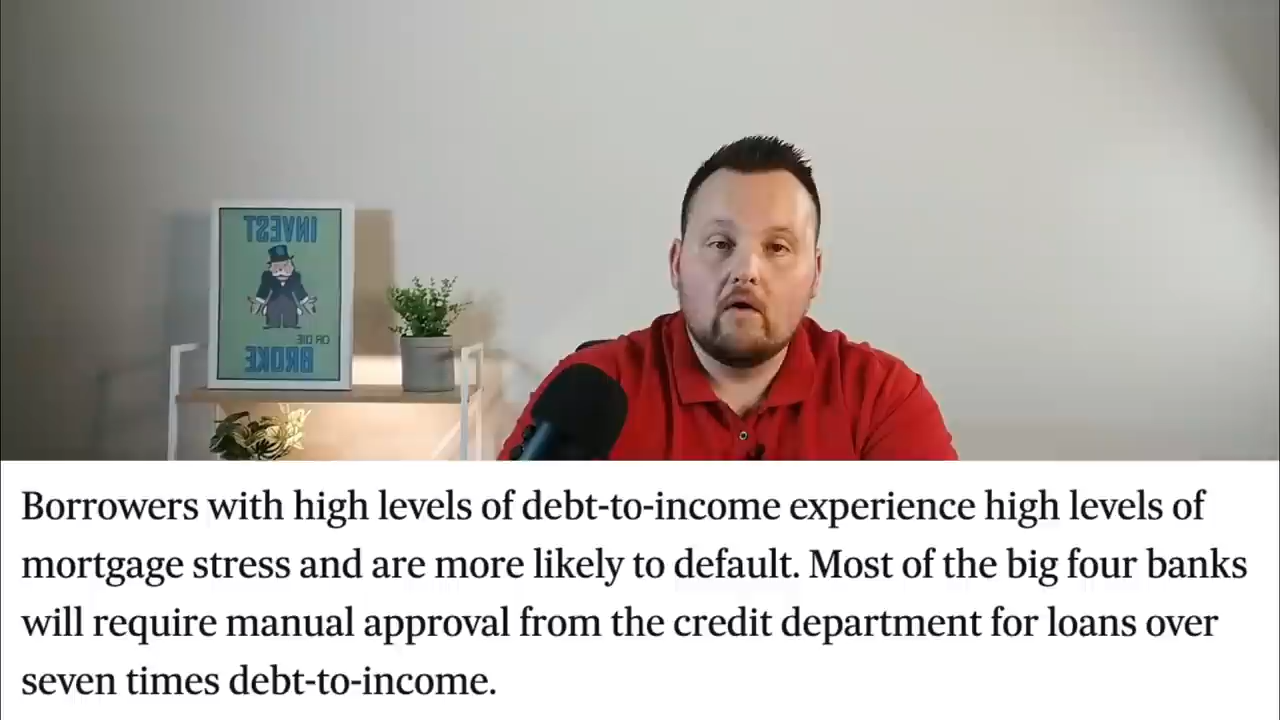 INVEST
OR DIE
BROKE
Borrowers with high levels of debt-to-income experience high levels of
mortgage stress and are more likely to default. Most of the big four banks
will require manual approval from the credit department for loans over
seven times debt-to-income.